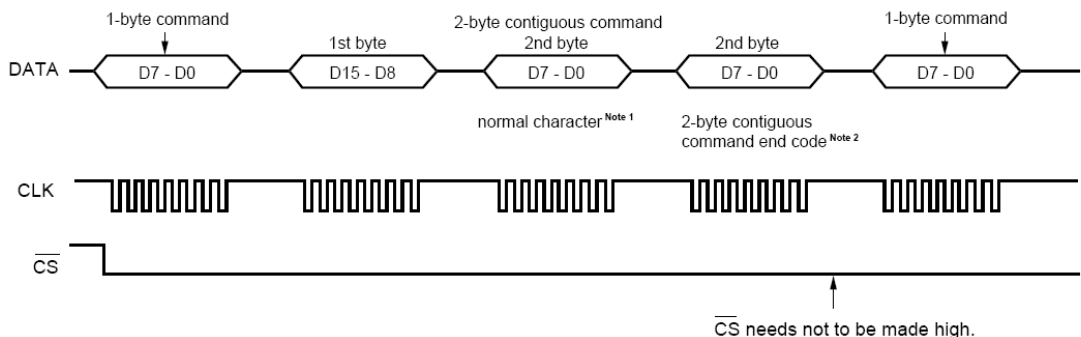 1-byte command
2-byte contiguous command
1-byte command
1st byte
2nd byte
2nd byte
DATA
D7 - D0
D15 - D8
D7 - D0
D7 - D0
D7 - D0
normal character Note 1
2-byte contiguous
command end code Note 2
CLK
CS
CS needs not to be made high.